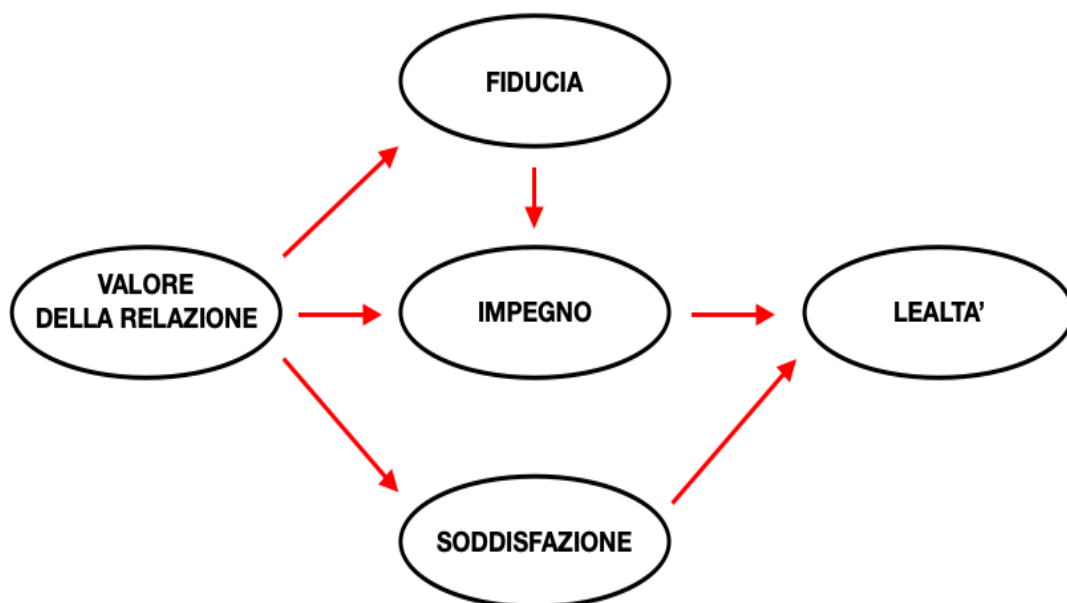 FIDUCIA
VALORE
DELLA RELAZIONE
IMPEGNO
LEALTA’
SODDISFAZIONE